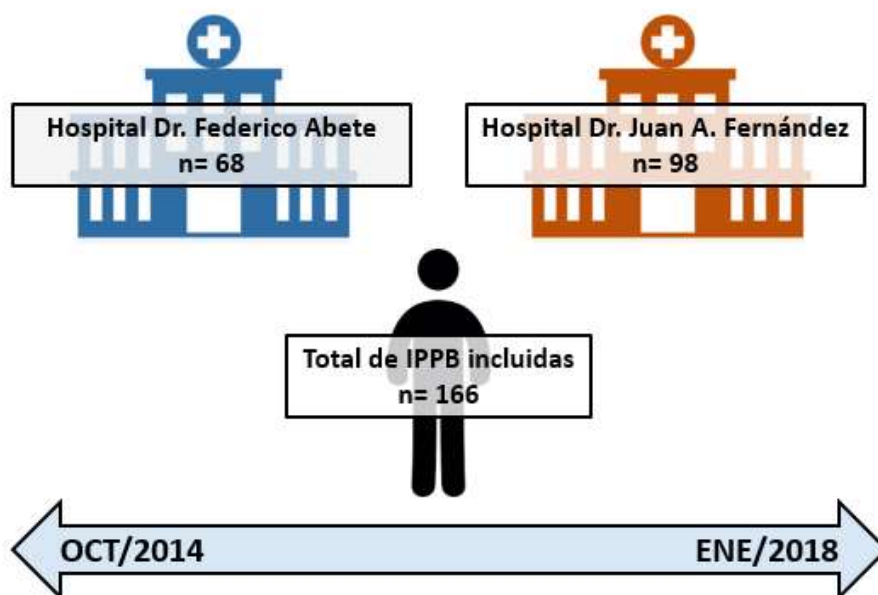 Hospital Dr. Federico Abete
n= 68
Hospital Dr. Juan A. Fernández
n= 98
Total de IPPB incluidas
n= 166
OCT/2014
ENE/2018